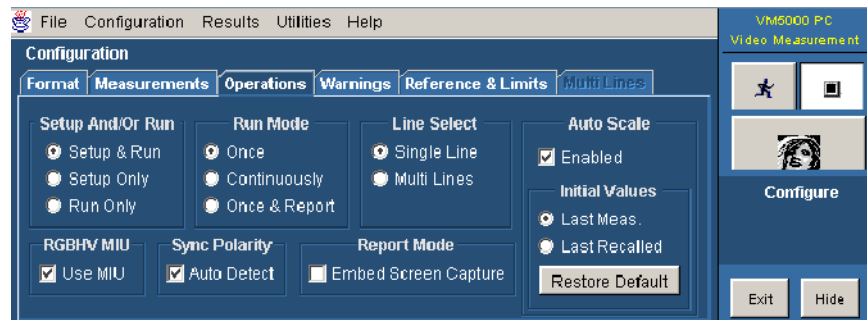 File Configuration Results Utilities Help
VM5000 PC
Video Measurement
Configuration
Format Measurements Operations Warnings Reference & Limits Multi Lines
Setup And/Or Run
Setup & Run
Setup Only
Run Only
Run Mode
Once
Continuously
Once & Report
Line Select
Single Line
Multi Lines
Auto Scale
Enabled
Initial Values
Last Meas.
Last Recalled
Restore Default
RGBHV MIU
Use MIU
Sync Polarity
Auto Detect
Report Mode
Embed Screen Capture
Configure
Exit Hide